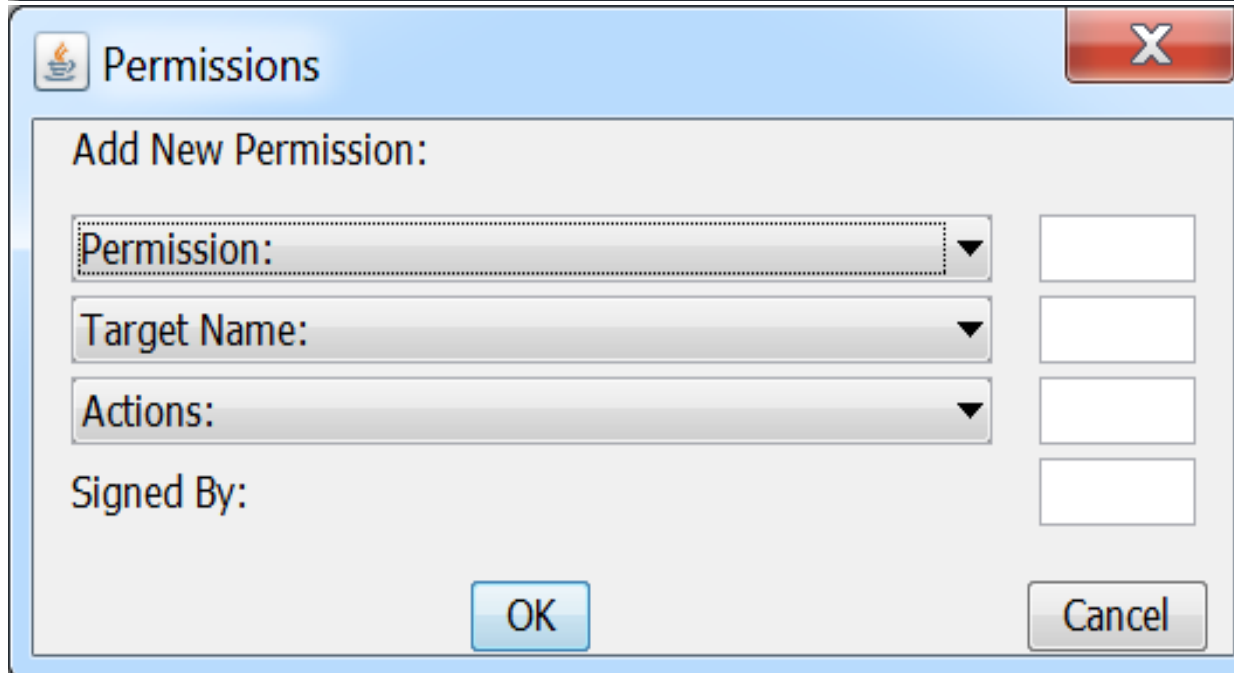 Permissions
Add New Permission:
Permission:
Target Name:
Actions:
Signed By:
OK Cancel